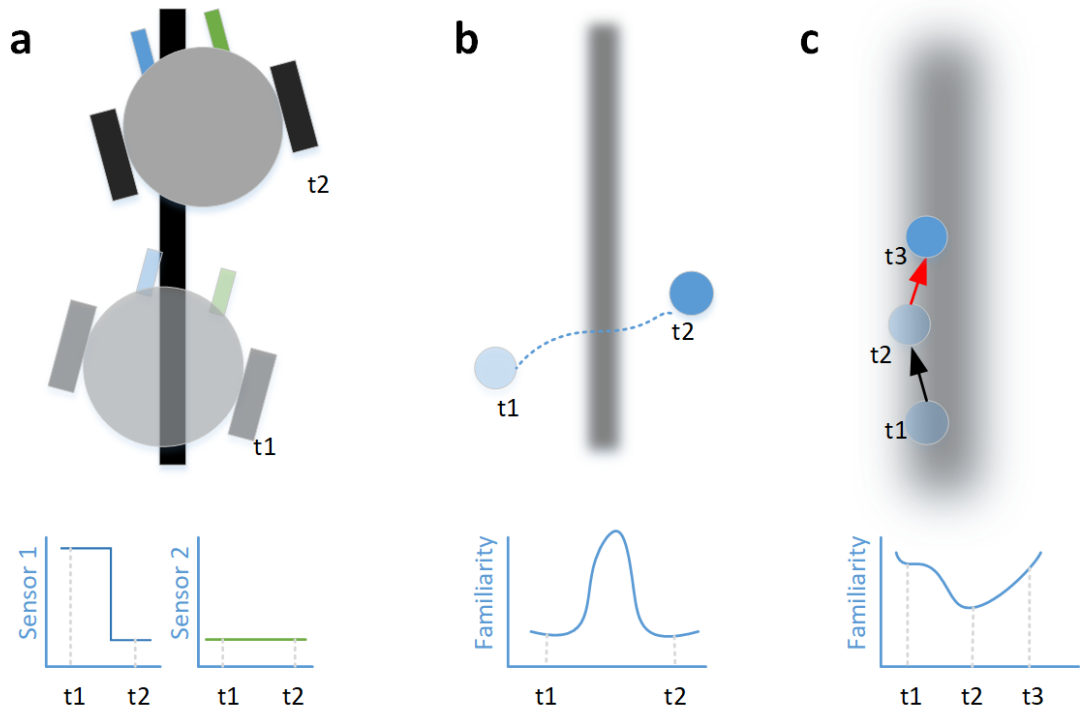 a
t2
t1
Sensor 1
t1 t2
Sensor 2
t1 t2
b
t1
t2
Familiarity
t1 t2
c
t3
t2
t1
Familiarity
t1 t2 t3